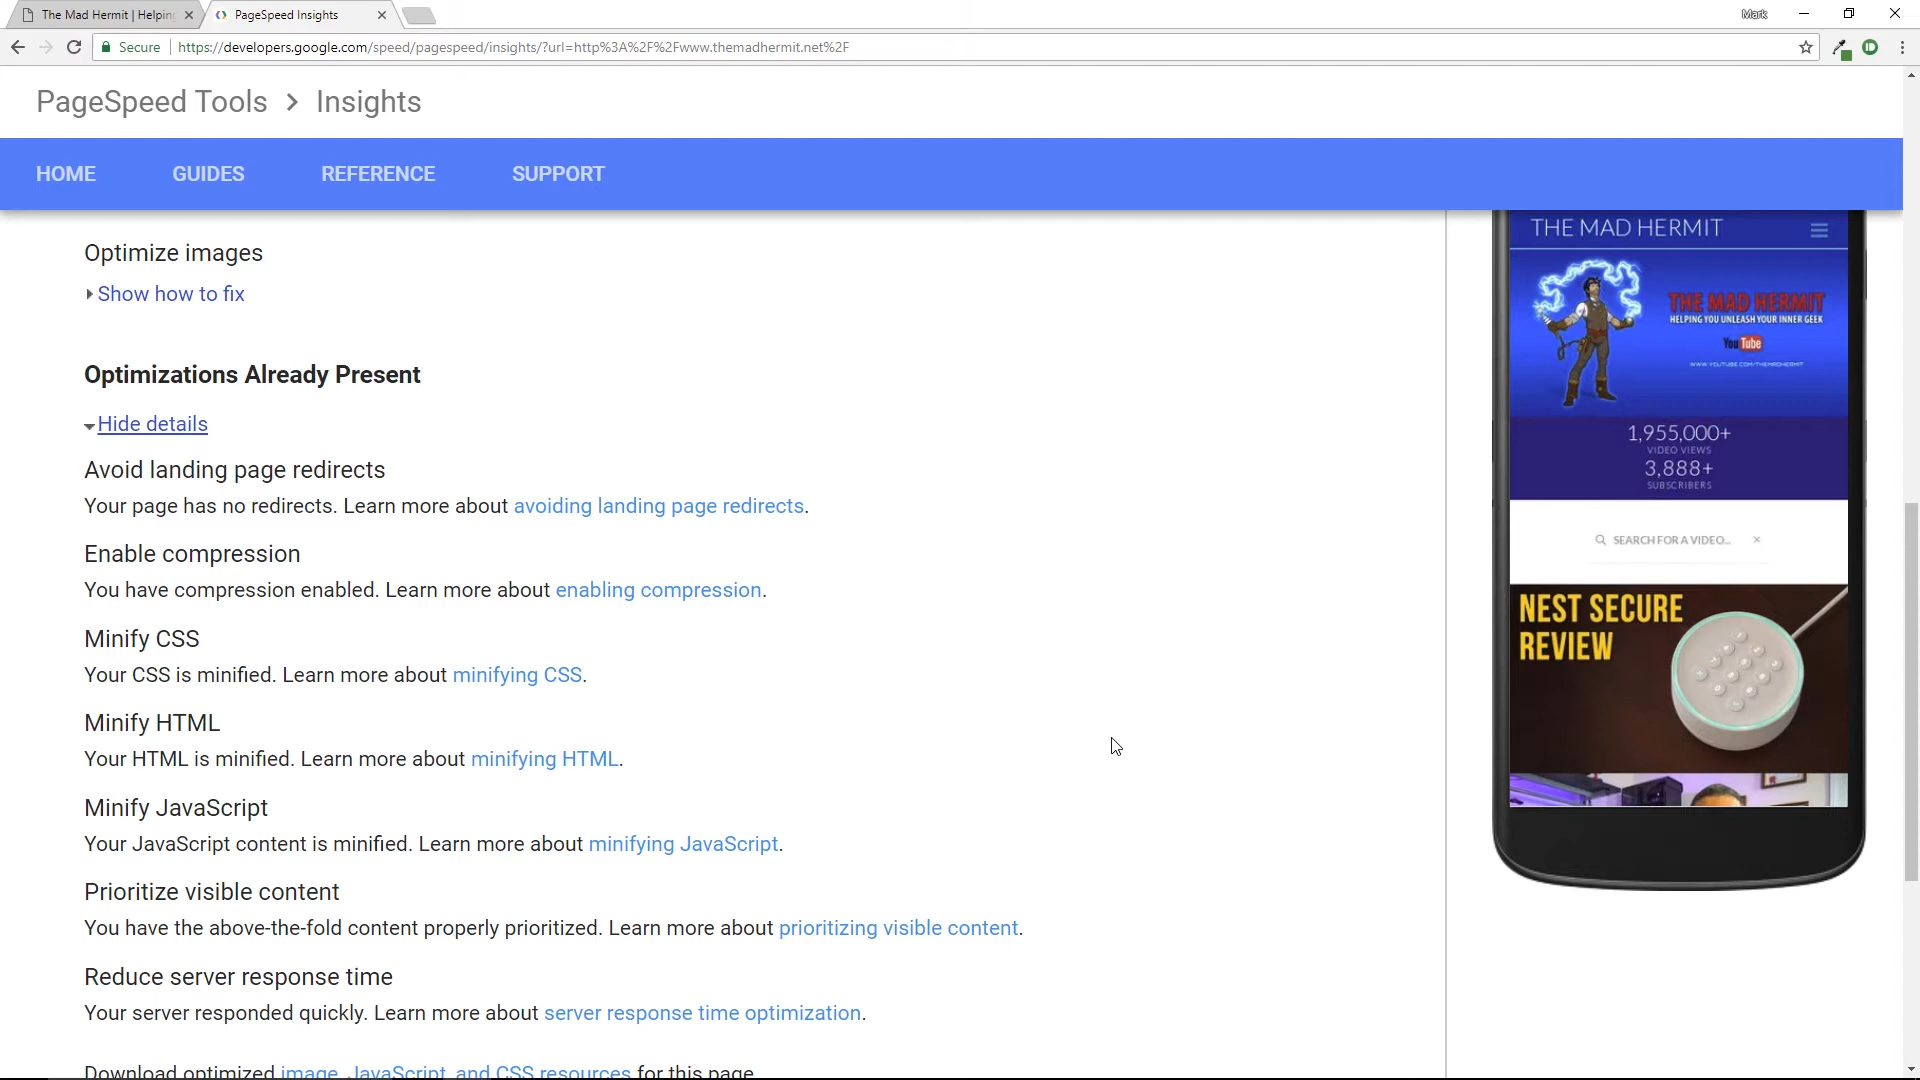 The Mad Hermit | Helping
PageSpeed Insights
Mark
Secure
https://developers.google.com/speed/pagespeed/insights/?url=http%3A%2F%2Fwww.themadhermit.net%2F
PageSpeed Tools > Insights
HOME
GUIDES
REFERENCE
SUPPORT
Optimize images
Show how to fix
Optimizations Already Present
Hide details
Avoid landing page redirects
Your page has no redirects. Learn more about avoiding landing page redirects.
Enable compression
You have compression enabled. Learn more about enabling compression.
Minify CSS
Your CSS is minified. Learn more about minifying CSS.
Minify HTML
Your HTML is minified. Learn more about minifying HTML.
Minify JavaScript
Your JavaScript content is minified. Learn more about minifying JavaScript.
Prioritize visible content
You have the above-the-fold content properly prioritized. Learn more about prioritizing visible content.
Reduce server response time
Your server responded quickly. Learn more about server response time optimization.
Download optimized image, JavaScript, and CSS resources for this page.
THE MAD HERMIT
THE MAD HERMIT
HELPING YOU UNLEASH YOUR INNER GEEK
YouTube
WWW.YOUTUBE.COM/THEMADHERMIT
1,955,000+
VIDEO VIEWS
3,888+
SUBSCRIBERS
SEARCH FOR A VIDEO...
NEST SECURE
REVIEW